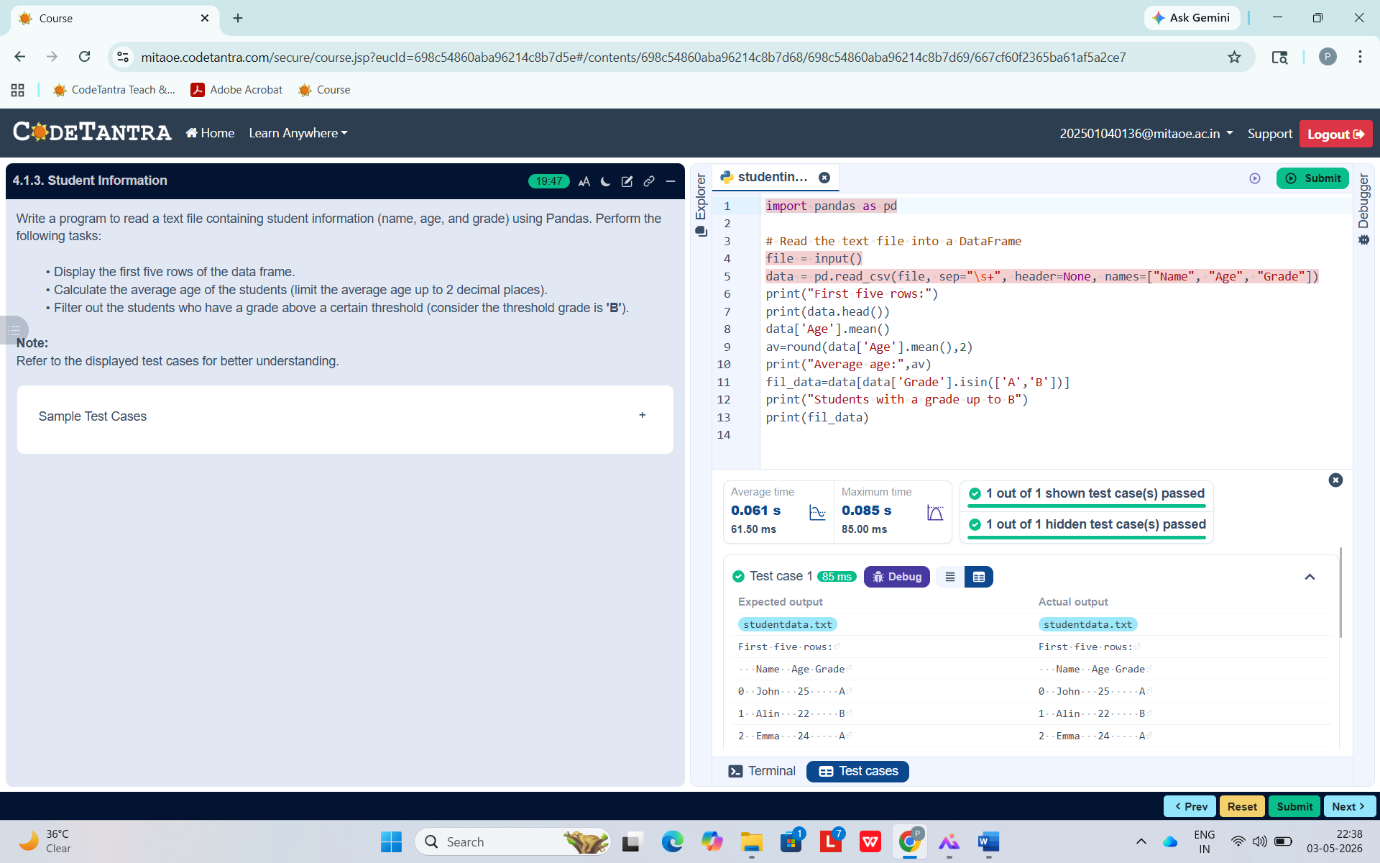 Course
Ask Gemini
mitaoe.codetantra.com/secure/course.jsp?eucId=698c54860aba96214c8b7d5e#/contents/698c54860aba96214c8b7d68/698c54860aba96214c8b7d69/667cf60f2365ba61af5a2ce7
P
CodeTantra Teach &...
Adobe Acrobat
Course
CODETANTRA
Home
Learn Anywhere
202501040136@mitaoe.ac.in
Support
Logout
4.1.3. Student Information
19:47
AA
Write a program to read a text file containing student information (name, age, and grade) using Pandas. Perform the
following tasks:
• Display the first five rows of the data frame.
• Calculate the average age of the students (limit the average age up to 2 decimal places).
• Filter out the students who have a grade above a certain threshold (consider the threshold grade is 'B').
Note:
Refer to the displayed test cases for better understanding.
Sample Test Cases
+
Explorer
studentin...
Submit
Debugger
1 import pandas as pd
2
3 # Read the text file into a DataFrame
4 file = input()
5 data = pd.read_csv(file, sep="\s+", header=None, names=["Name", "Age", "Grade"])
6 print("First five rows:")
7 print(data.head())
8 data['Age'].mean()
9 av=round(data['Age'].mean(),2)
10 print("Average age:",av)
11 fil_data=data[data['Grade'].isin(['A','B'])]
12 print("Students with a grade up to B")
13 print(fil_data)
14
Average time
0.061 s
61.50 ms
Maximum time
0.085 s
85.00 ms
1 out of 1 shown test case(s) passed
1 out of 1 hidden test case(s) passed
Test case 1
85 ms
Debug
Expected output
Actual output
studentdata.txt
studentdata.txt
First·five·rows:
First·five·rows:
···Name··Age·Grade
···Name··Age·Grade
0··John···25·····A
0··John···25·····A
1··Alin···22·····B
1··Alin···22·····B
2··Emma···24·····A
2··Emma···24·····A
Terminal
Test cases
Prev
Reset
Submit
Next
36°C
Clear
Search
1
L
7
W
P
W
ENG
IN
22:38
03-05-2026